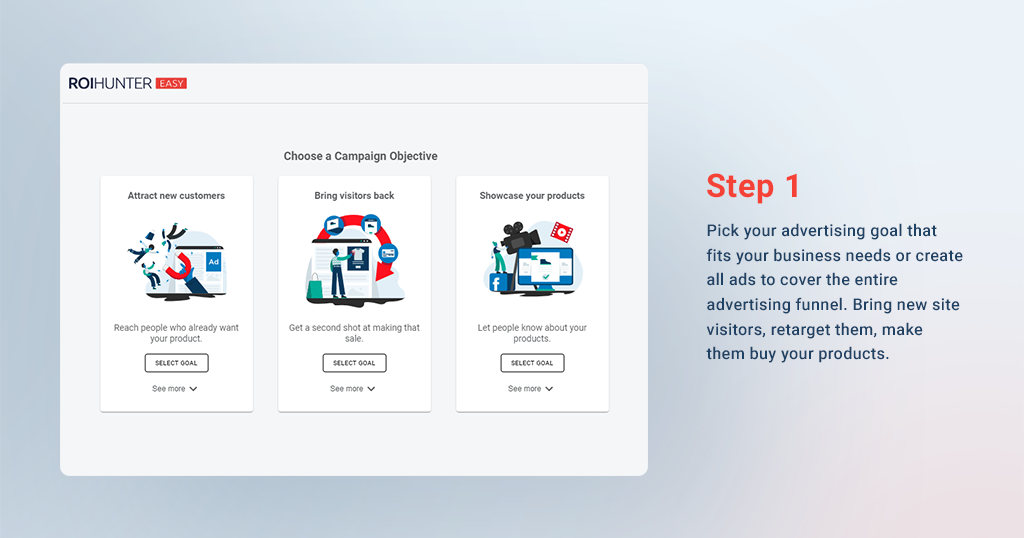 ROIHUNTER EASY
Choose a Campaign Objective
Attract new customers
Ad
Reach people who already want
your product.
SELECT GOAL
See more
Bring visitors back
Get a second shot at making that
sale.
SELECT GOAL
See more
Showcase your products
f
Let people know about your
products.
SELECT GOAL
See more
Step 1
Pick your advertising goal that
fits your business needs or create
all ads to cover the entire
advertising funnel. Bring new site
visitors, retarget them, make
them buy your products.